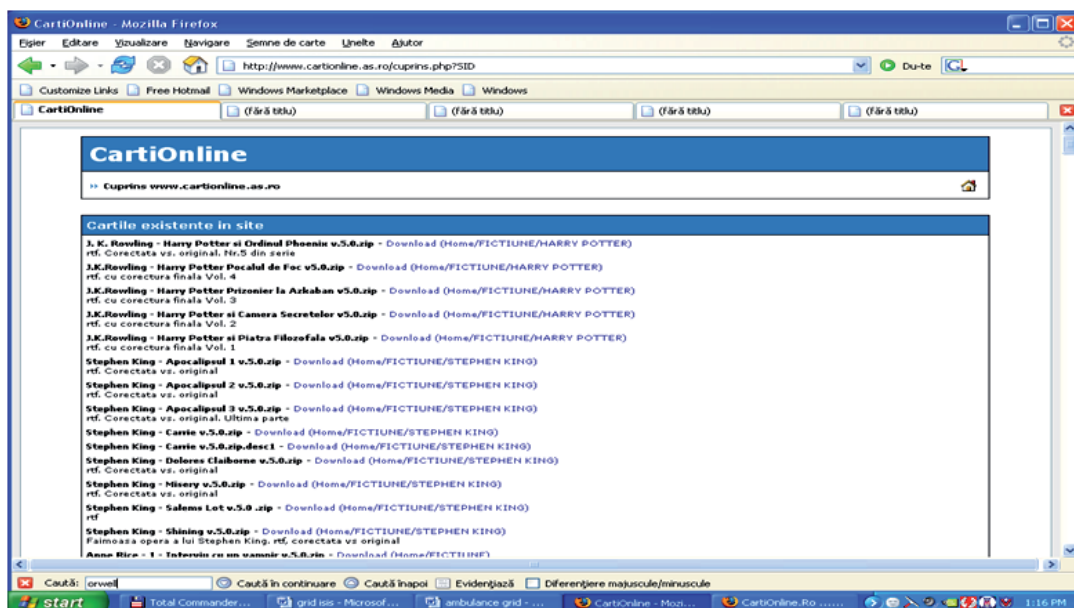 CartiOnline - Mozilla Firefox
Fişier Editare Vizualizare Navigare Semne de carte Unelte Ajutor
http://www.cartionline.as.ro/cuprins.php?SID Du-te
Customize Links Free Hotmail Windows Marketplace Windows Media Windows
CartiOnline (fără titlu) (fără titlu) (fără titlu) (fără titlu)
CartiOnline
›› Cuprins www.cartionline.as.ro
Cartile existente in site
J. K. Rowling - Harry Potter si Ordinul Phoenix v.5.0.zip - Download (Home/FICTIUNE/HARRY POTTER)
rtf. Corectata vs. original. Nr.5 din serie
J.K.Rowling - Harry Potter Pocalul de Foc v5.0.zip - Download (Home/FICTIUNE/HARRY POTTER)
rtf. cu corectura finala Vol. 4
J.K.Rowling - Harry Potter Prizonier la Azkaban v5.0.zip - Download (Home/FICTIUNE/HARRY POTTER)
rtf. cu corectura finala Vol. 3
J.K.Rowling - Harry Potter si Camera Secretelor v5.0.zip - Download (Home/FICTIUNE/HARRY POTTER)
rtf. cu corectura finala Vol. 2
J.K.Rowling - Harry Potter si Piatra Filozofala v5.0.zip - Download (Home/FICTIUNE/HARRY POTTER)
rtf. cu corectura finala Vol. 1
Stephen King - Apocalipsul 1 v.5.0.zip - Download (Home/FICTIUNE/STEPHEN KING)
rtf. Corectata vs. original
Stephen King - Apocalipsul 2 v.5.0.zip - Download (Home/FICTIUNE/STEPHEN KING)
rtf. Corectata vs. original
Stephen King - Apocalipsul 3 v.5.0.zip - Download (Home/FICTIUNE/STEPHEN KING)
rtf. Corectata vs. original. Ultima parte
Stephen King - Carrie v.5.0.zip - Download (Home/FICTIUNE/STEPHEN KING)
Stephen King - Carrie v.5.0.zip.desc1 - Download (Home/FICTIUNE/STEPHEN KING)
Stephen King - Dolores Claiborne v.5.0.zip - Download (Home/FICTIUNE/STEPHEN KING)
rtf. Corectata vs. original
Stephen King - Misery v.5.0.zip - Download (Home/FICTIUNE/STEPHEN KING)
rtf. Corectata vs. original
Stephen King - Salems Lot v.5.0 .zip - Download (Home/FICTIUNE/STEPHEN KING)
rtf
Stephen King - Shining v.5.0.zip - Download (Home/FICTIUNE/STEPHEN KING)
Faimoasa opera a lui Stephen King. rtf, corectata vs original
Anne Rice - 1 - Interviu cu un vampir v.5.0.zip - Download (Home/FICTIUNE)
Caută: orwell Caută în continuare Caută înapoi Evidenţiază Diferenţiere majuscule/minuscule
start Total Commander... grid isis - Microsof... ambulance grid - ... CartiOnline - Mozi... CartiOnline.Ro ...... 1:16 PM